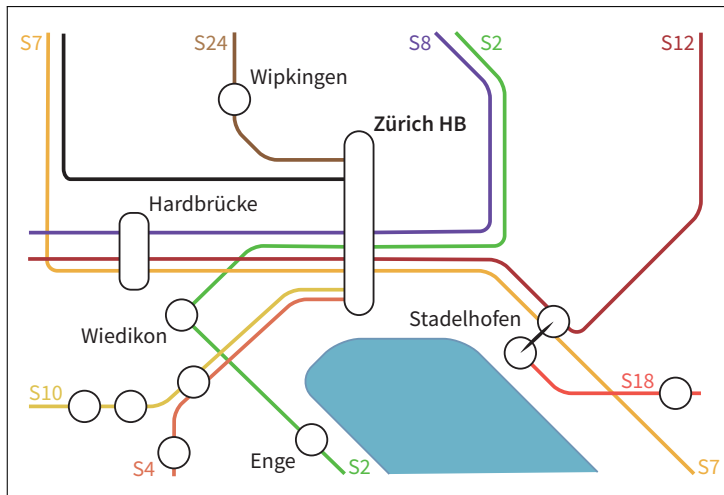 S7
S24
S8
S2
S12
Wipkingen
Zürich HB
Hardbrücke
Wiedikon
Stadelhofen
S10
S18
S4
Enge
S2
S7